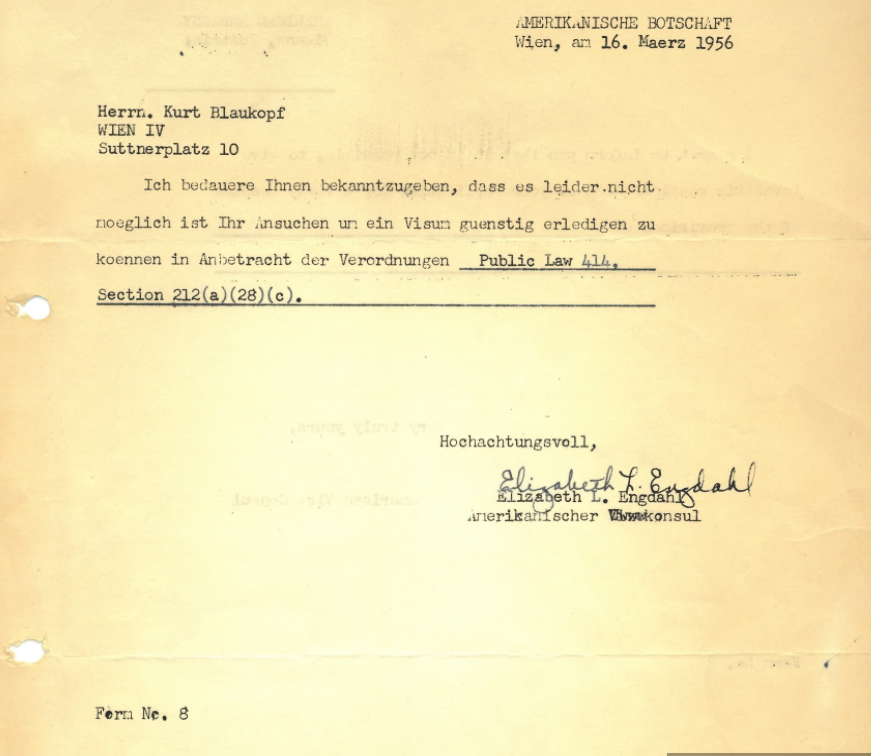 AMERIKANISCHE BOTSCHAFT
Wien, am 16. Maerz 1956
Herrn. Kurt Blaukopf
WIEN IV
Suttnerplatz 10
Ich bedauere Ihnen bekanntzugeben, dass es leider nicht
moeglich ist Ihr Ansuchen um ein Visum guenstig erledigen zu
koennen in Anbetracht der Verordnungen Public Law 414,
Section 212(a)(28)(c).
Hochachtungsvoll,
Elizabeth L. Engdahl
Elizabeth L. Engdahl
Amerikanischer konsul
Form No. 8